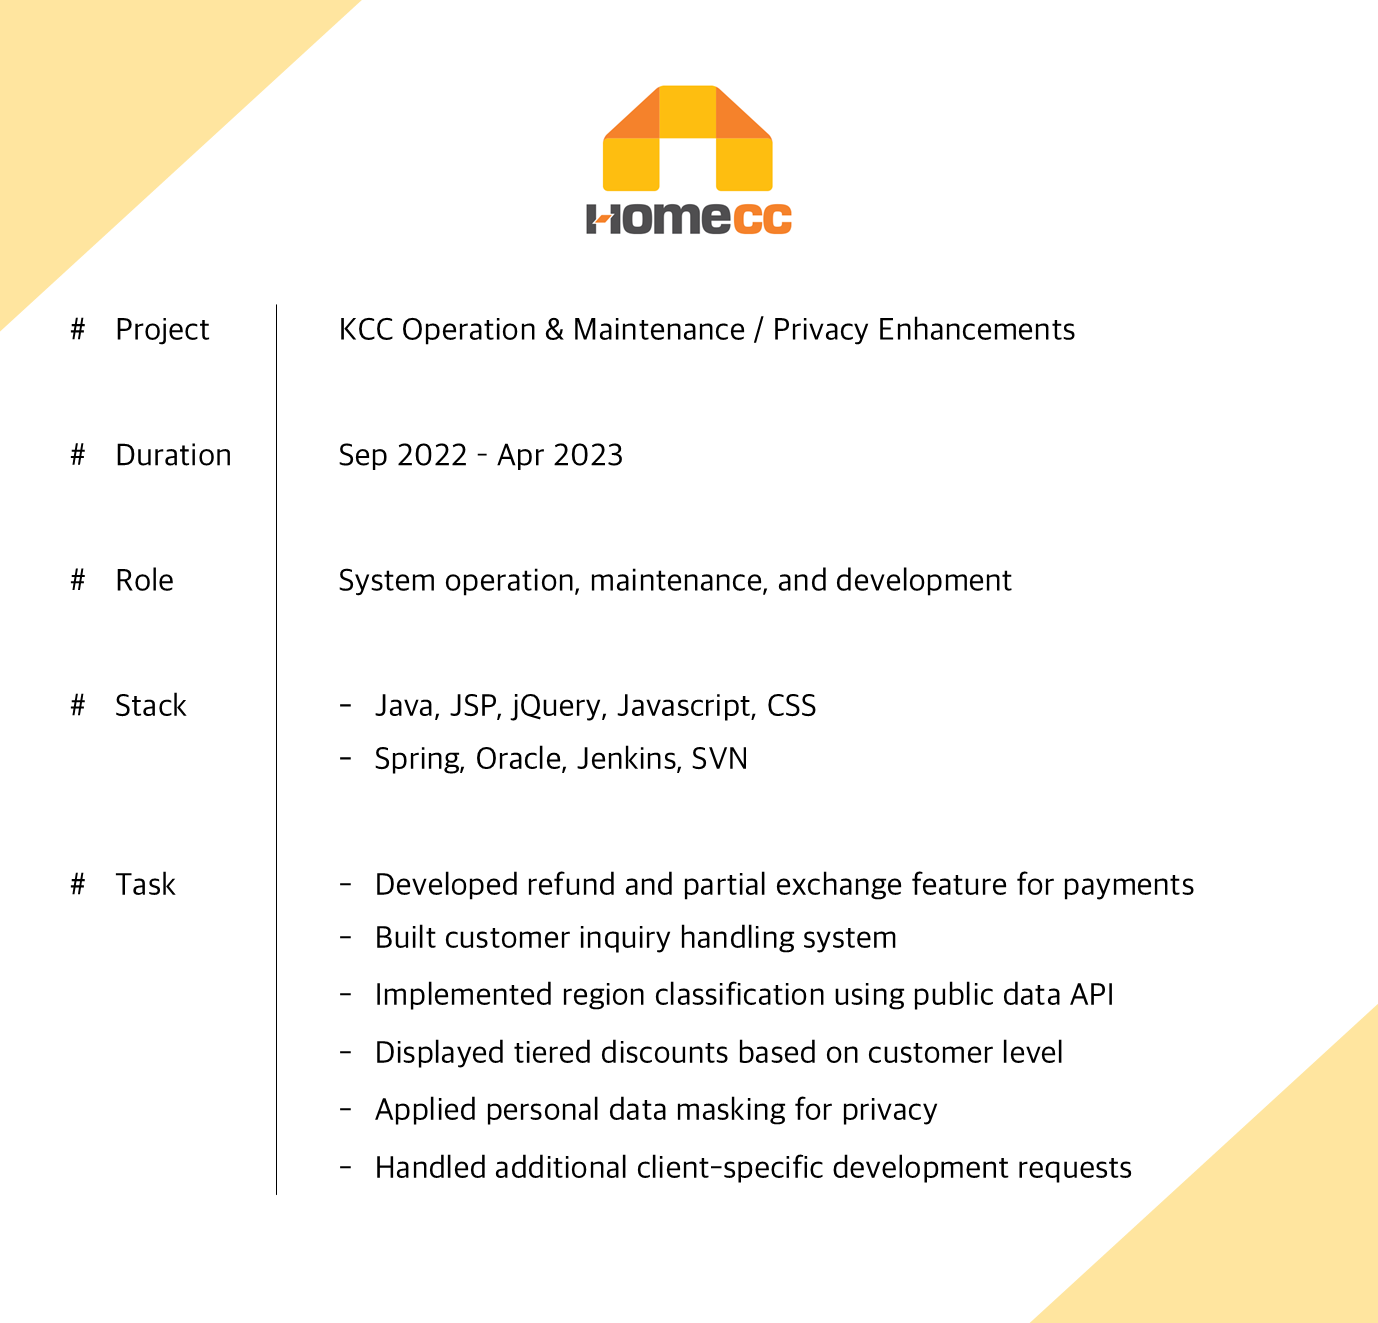 HomeCC
# Project KCC Operation & Maintenance / Privacy Enhancements
# Duration Sep 2022 - Apr 2023
# Role System operation, maintenance, and development
# Stack - Java, JSP, jQuery, Javascript, CSS
- Spring, Oracle, Jenkins, SVN
# Task - Developed refund and partial exchange feature for payments
- Built customer inquiry handling system
- Implemented region classification using public data API
- Displayed tiered discounts based on customer level
- Applied personal data masking for privacy
- Handled additional client-specific development requests